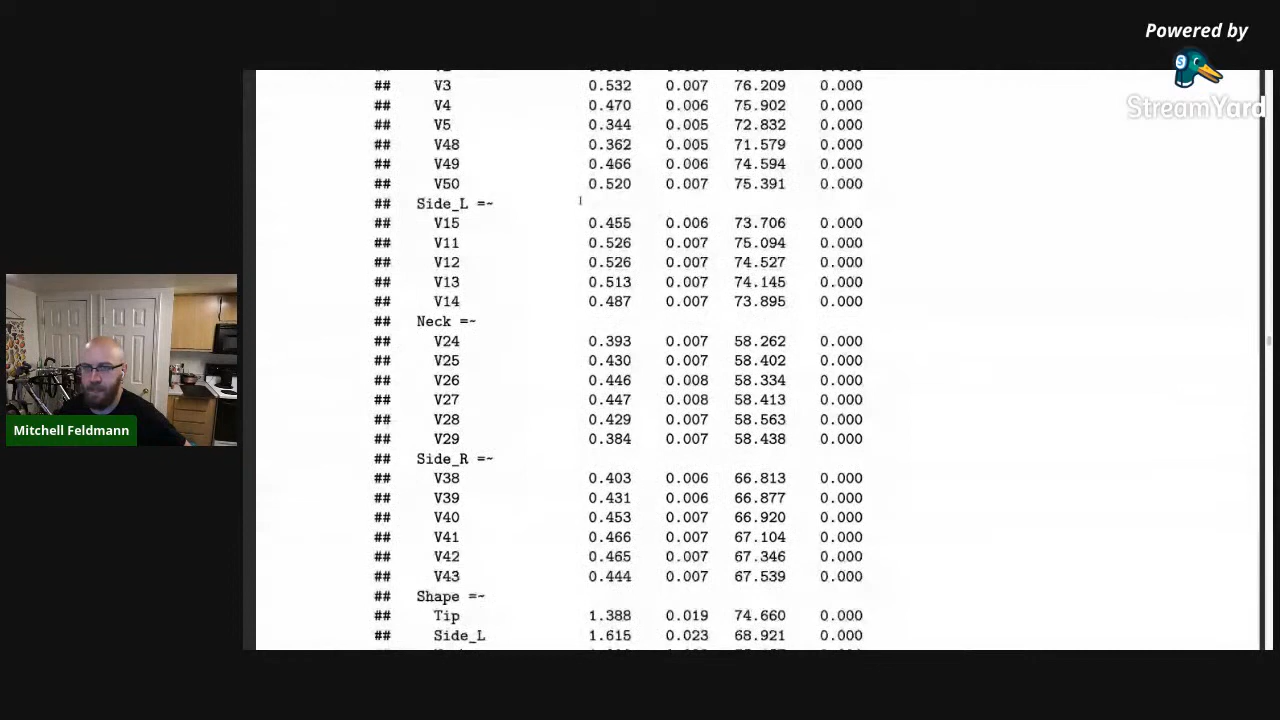 Powered by
StreamYard
## V3 0.532 0.007 76.209 0.000
## V4 0.470 0.006 75.902 0.000
## V5 0.344 0.005 72.832 0.000
## V48 0.362 0.005 71.579 0.000
## V49 0.466 0.006 74.594 0.000
## V50 0.520 0.007 75.391 0.000
## Side_L =~
## V15 0.455 0.006 73.706 0.000
## V11 0.526 0.007 75.094 0.000
## V12 0.526 0.007 74.527 0.000
## V13 0.513 0.007 74.145 0.000
## V14 0.487 0.007 73.895 0.000
## Neck =~
## V24 0.393 0.007 58.262 0.000
## V25 0.430 0.007 58.402 0.000
## V26 0.446 0.008 58.334 0.000
## V27 0.447 0.008 58.413 0.000
## V28 0.429 0.007 58.563 0.000
## V29 0.384 0.007 58.438 0.000
## Side_R =~
## V38 0.403 0.006 66.813 0.000
## V39 0.431 0.006 66.877 0.000
## V40 0.453 0.007 66.920 0.000
## V41 0.466 0.007 67.104 0.000
## V42 0.465 0.007 67.346 0.000
## V43 0.444 0.007 67.539 0.000
## Shape =~
## Tip 1.388 0.019 74.660 0.000
## Side_L 1.615 0.023 68.921 0.000
Mitchell Feldmann